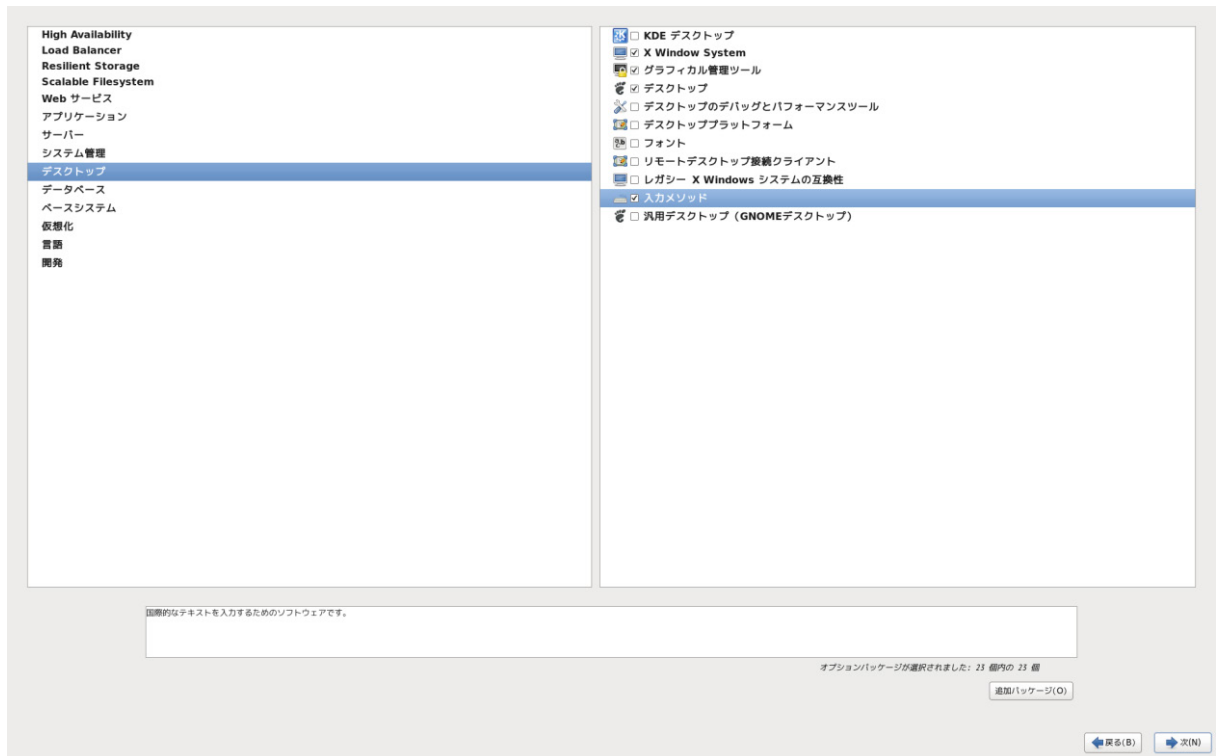 High Availability
Load Balancer
Resilient Storage
Scalable Filesystem
Web サービス
アプリケーション
サーバー
システム管理
デスクトップ
データベース
ベースシステム
仮想化
言語
開発
KDE デスクトップ
X Window System
グラフィカル管理ツール
デスクトップ
デスクトップのデバッグとパフォーマンスツール
デスクトッププラットフォーム
フォント
リモートデスクトップ接続クライアント
レガシー X Windows システムの互換性
入力メソッド
汎用デスクトップ（GNOMEデスクトップ）
国際的なテキストを入力するためのソフトウェアです。
オプションパッケージが選択されました: 23 個内の 23 個
追加パッケージ(O)
戻る(B)
次(N)